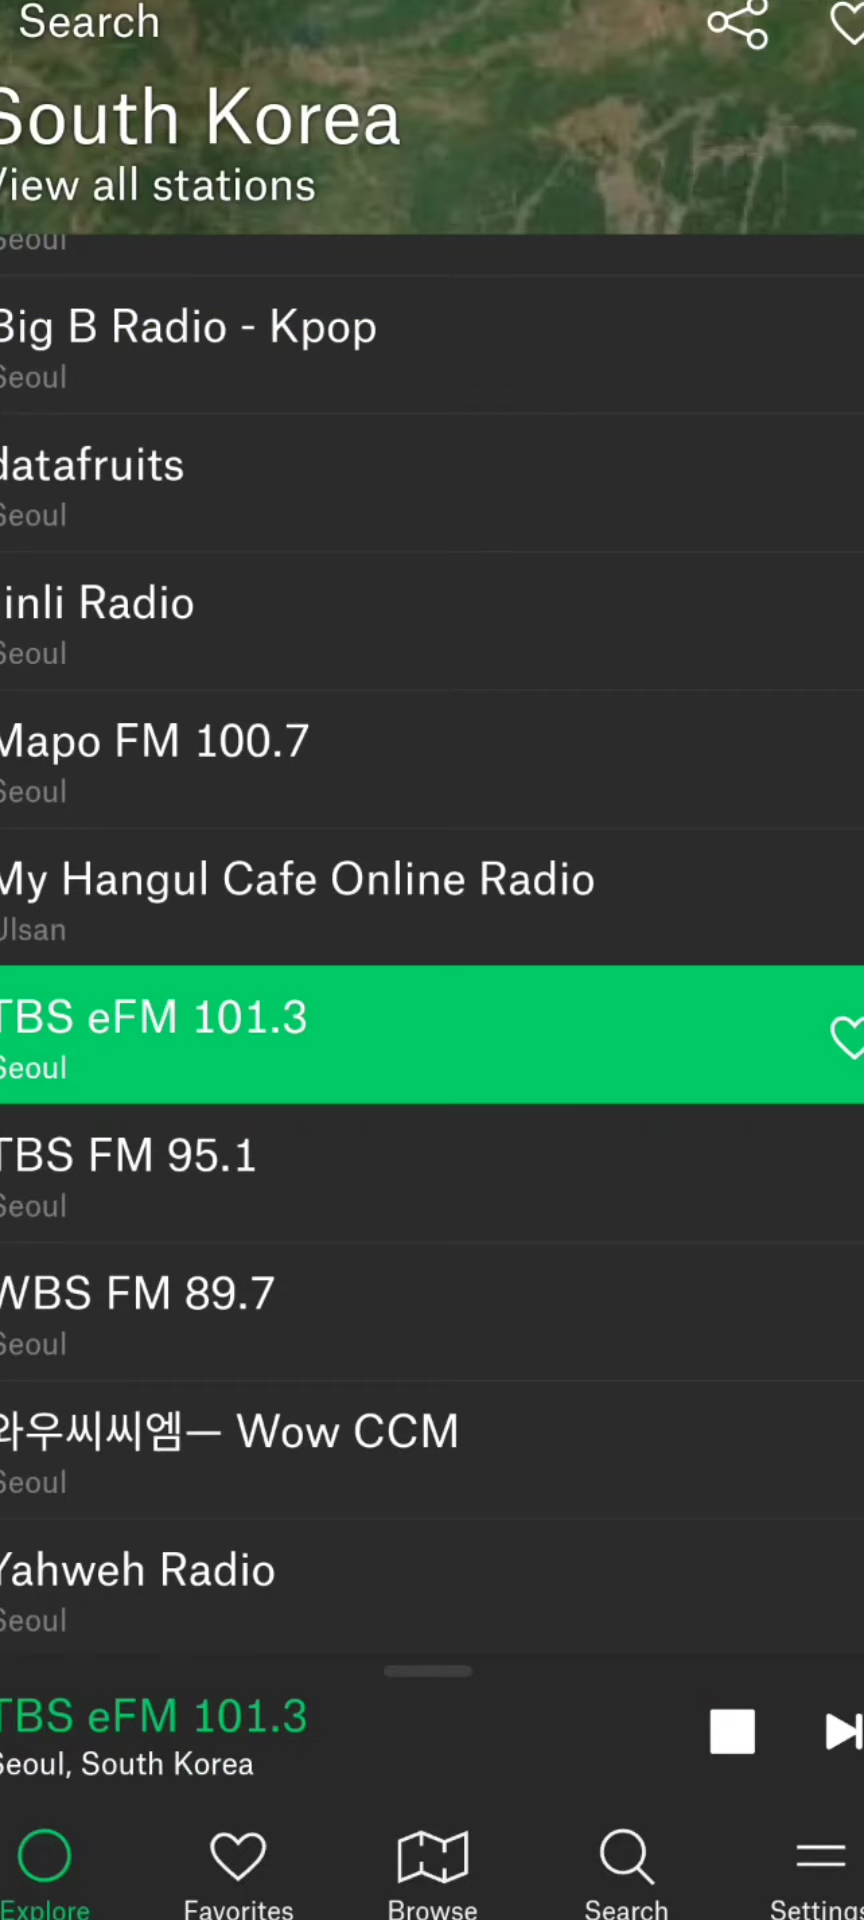 Search
South Korea
View all stations
Seoul
Big B Radio - Kpop
Seoul
datafruits
Seoul
inli Radio
Seoul
Mapo FM 100.7
Seoul
My Hangul Cafe Online Radio
Ulsan
TBS eFM 101.3
Seoul
TBS FM 95.1
Seoul
WBS FM 89.7
Seoul
와우씨씨엠— Wow CCM
Seoul
Yahweh Radio
Seoul
TBS eFM 101.3
Seoul, South Korea
Explore Favorites Browse Search Settings